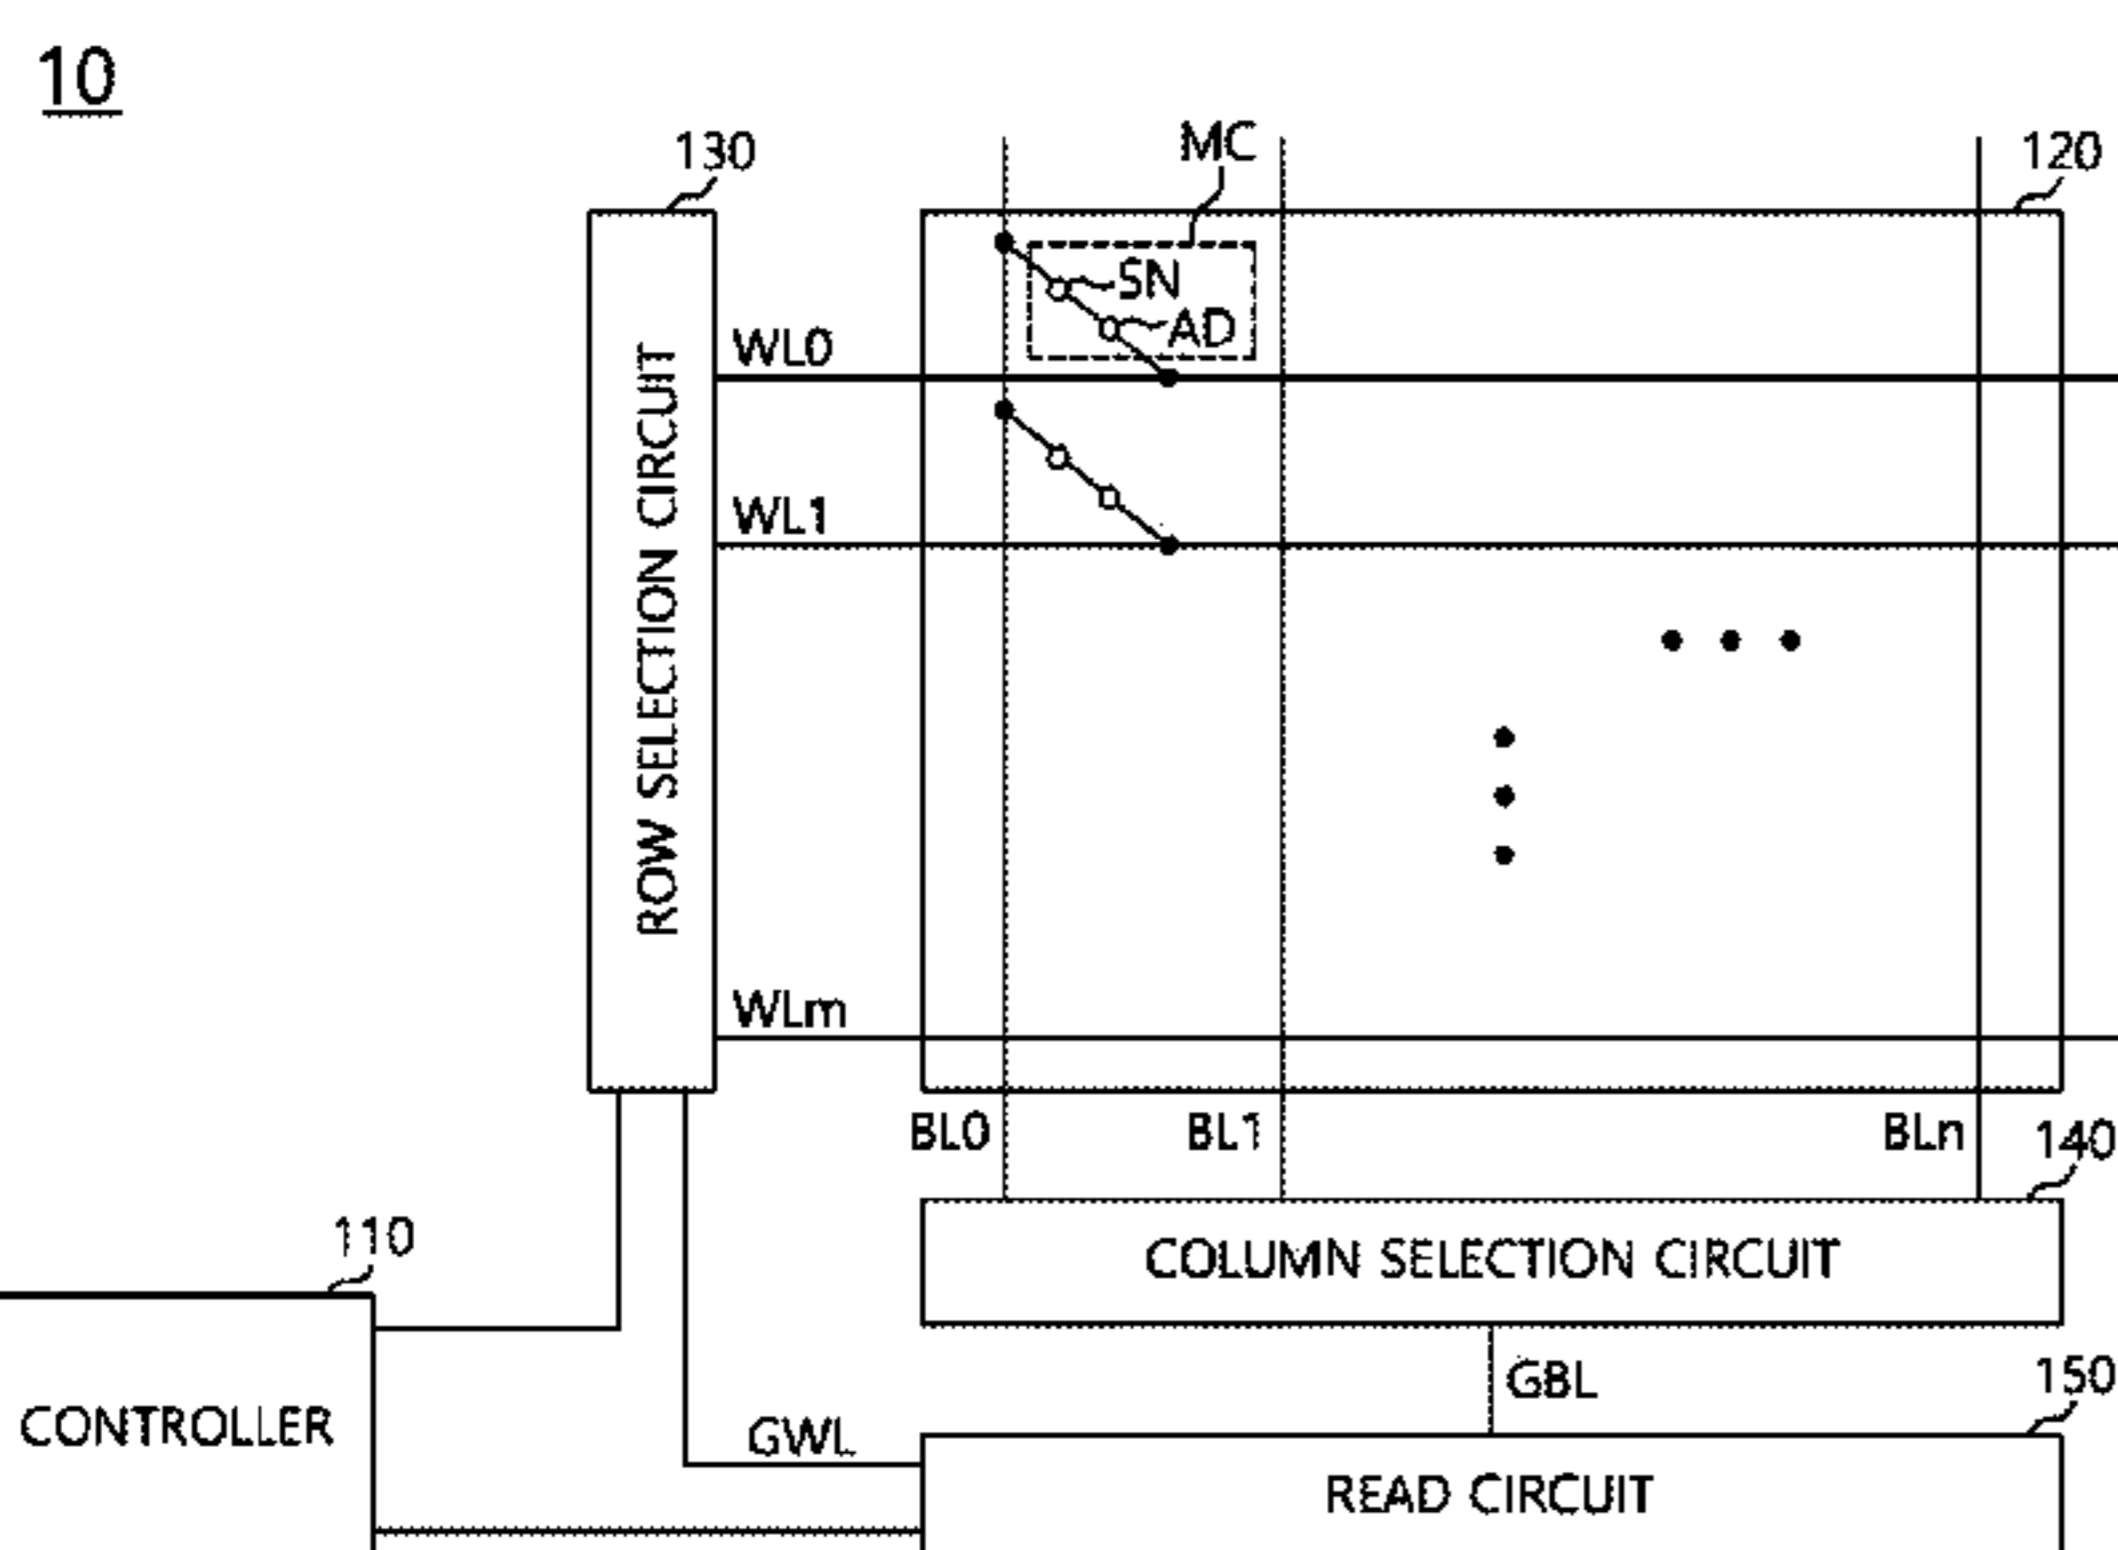 10
130
MC
120
SN
AD
WL0
WL1
ROW SELECTION CIRCUIT
WLm
BL0
BL1
BLn
140
110
COLUMN SELECTION CIRCUIT
GBL
150
CONTROLLER
GWL
READ CIRCUIT